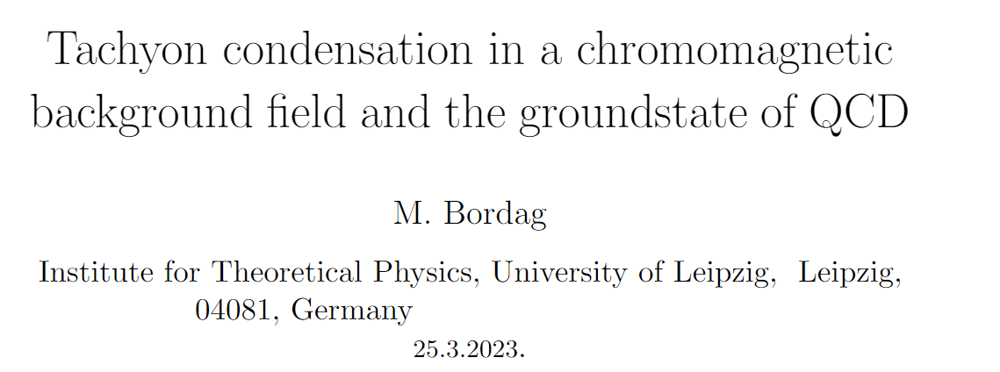 Tachyon condensation in a chromomagnetic
background field and the groundstate of QCD
M. Bordag
Institute for Theoretical Physics, University of Leipzig, Leipzig,
04081, Germany
25.3.2023.